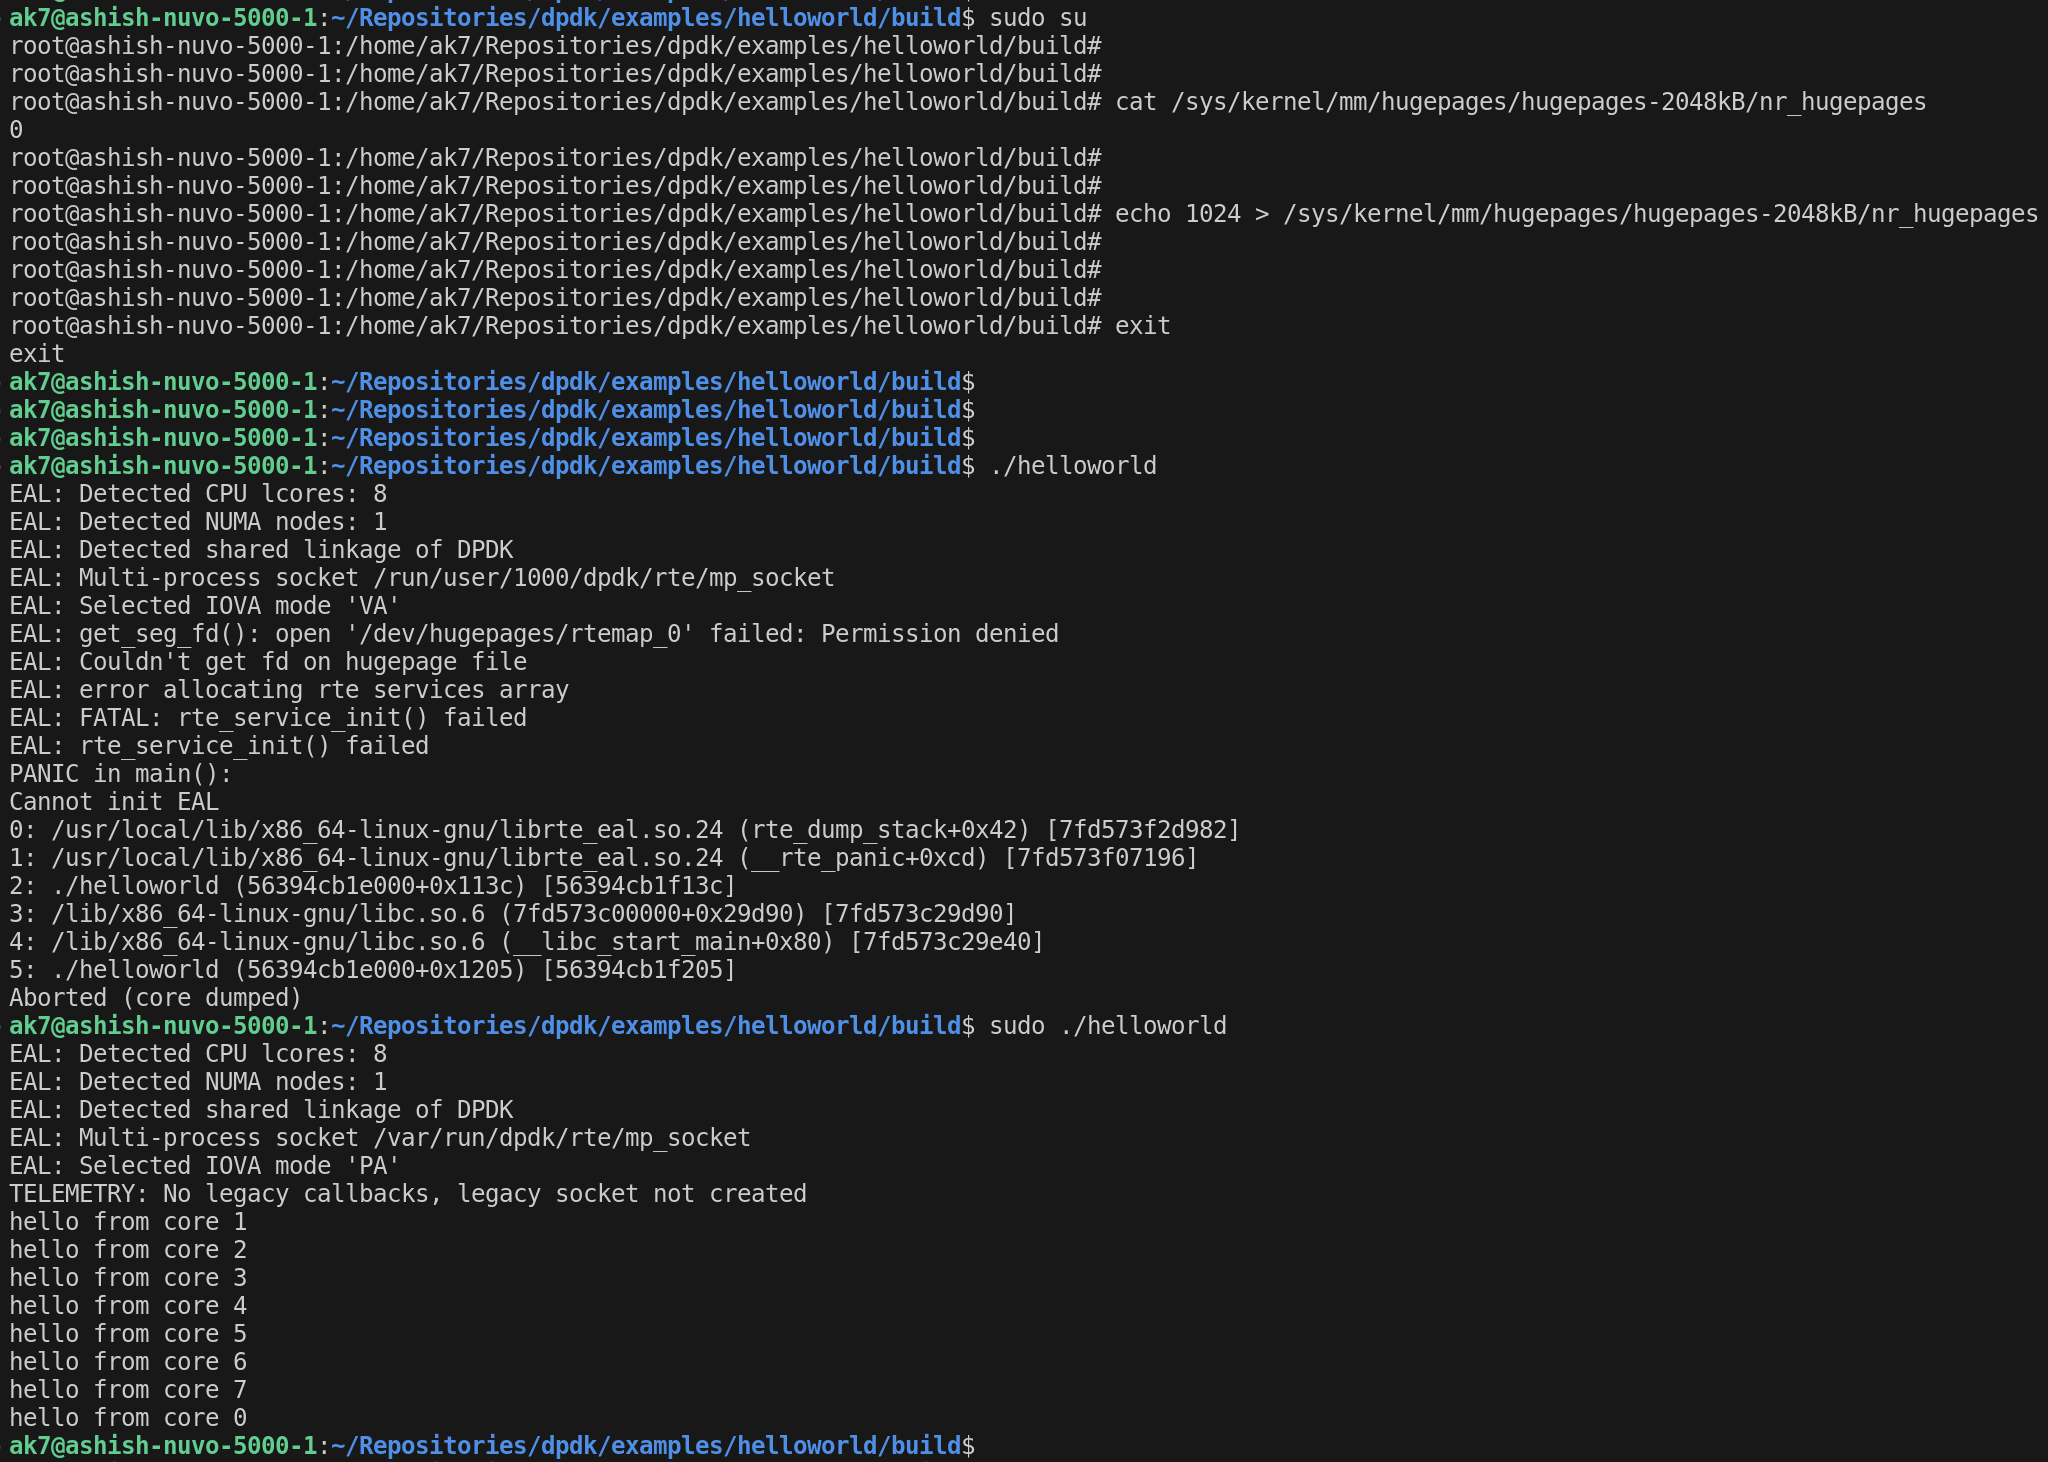 ak7@ashish-nuvo-5000-1:~/Repositories/dpdk/examples/helloworld/build$ sudo su
root@ashish-nuvo-5000-1:/home/ak7/Repositories/dpdk/examples/helloworld/build#
root@ashish-nuvo-5000-1:/home/ak7/Repositories/dpdk/examples/helloworld/build#
root@ashish-nuvo-5000-1:/home/ak7/Repositories/dpdk/examples/helloworld/build# cat /sys/kernel/mm/hugepages/hugepages-2048kB/nr_hugepages
0
root@ashish-nuvo-5000-1:/home/ak7/Repositories/dpdk/examples/helloworld/build#
root@ashish-nuvo-5000-1:/home/ak7/Repositories/dpdk/examples/helloworld/build#
root@ashish-nuvo-5000-1:/home/ak7/Repositories/dpdk/examples/helloworld/build# echo 1024 > /sys/kernel/mm/hugepages/hugepages-2048kB/nr_hugepages
root@ashish-nuvo-5000-1:/home/ak7/Repositories/dpdk/examples/helloworld/build#
root@ashish-nuvo-5000-1:/home/ak7/Repositories/dpdk/examples/helloworld/build#
root@ashish-nuvo-5000-1:/home/ak7/Repositories/dpdk/examples/helloworld/build#
root@ashish-nuvo-5000-1:/home/ak7/Repositories/dpdk/examples/helloworld/build# exit
exit
ak7@ashish-nuvo-5000-1:~/Repositories/dpdk/examples/helloworld/build$
ak7@ashish-nuvo-5000-1:~/Repositories/dpdk/examples/helloworld/build$
ak7@ashish-nuvo-5000-1:~/Repositories/dpdk/examples/helloworld/build$
ak7@ashish-nuvo-5000-1:~/Repositories/dpdk/examples/helloworld/build$ ./helloworld
EAL: Detected CPU lcores: 8
EAL: Detected NUMA nodes: 1
EAL: Detected shared linkage of DPDK
EAL: Multi-process socket /run/user/1000/dpdk/rte/mp_socket
EAL: Selected IOVA mode 'VA'
EAL: get_seg_fd(): open '/dev/hugepages/rtemap_0' failed: Permission denied
EAL: Couldn't get fd on hugepage file
EAL: error allocating rte services array
EAL: FATAL: rte_service_init() failed
EAL: rte_service_init() failed
PANIC in main():
Cannot init EAL
0: /usr/local/lib/x86_64-linux-gnu/librte_eal.so.24 (rte_dump_stack+0x42) [7fd573f2d982]
1: /usr/local/lib/x86_64-linux-gnu/librte_eal.so.24 (__rte_panic+0xcd) [7fd573f07196]
2: ./helloworld (56394cb1e000+0x113c) [56394cb1f13c]
3: /lib/x86_64-linux-gnu/libc.so.6 (7fd573c00000+0x29d90) [7fd573c29d90]
4: /lib/x86_64-linux-gnu/libc.so.6 (__libc_start_main+0x80) [7fd573c29e40]
5: ./helloworld (56394cb1e000+0x1205) [56394cb1f205]
Aborted (core dumped)
ak7@ashish-nuvo-5000-1:~/Repositories/dpdk/examples/helloworld/build$ sudo ./helloworld
EAL: Detected CPU lcores: 8
EAL: Detected NUMA nodes: 1
EAL: Detected shared linkage of DPDK
EAL: Multi-process socket /var/run/dpdk/rte/mp_socket
EAL: Selected IOVA mode 'PA'
TELEMETRY: No legacy callbacks, legacy socket not created
hello from core 1
hello from core 2
hello from core 3
hello from core 4
hello from core 5
hello from core 6
hello from core 7
hello from core 0
ak7@ashish-nuvo-5000-1:~/Repositories/dpdk/examples/helloworld/build$